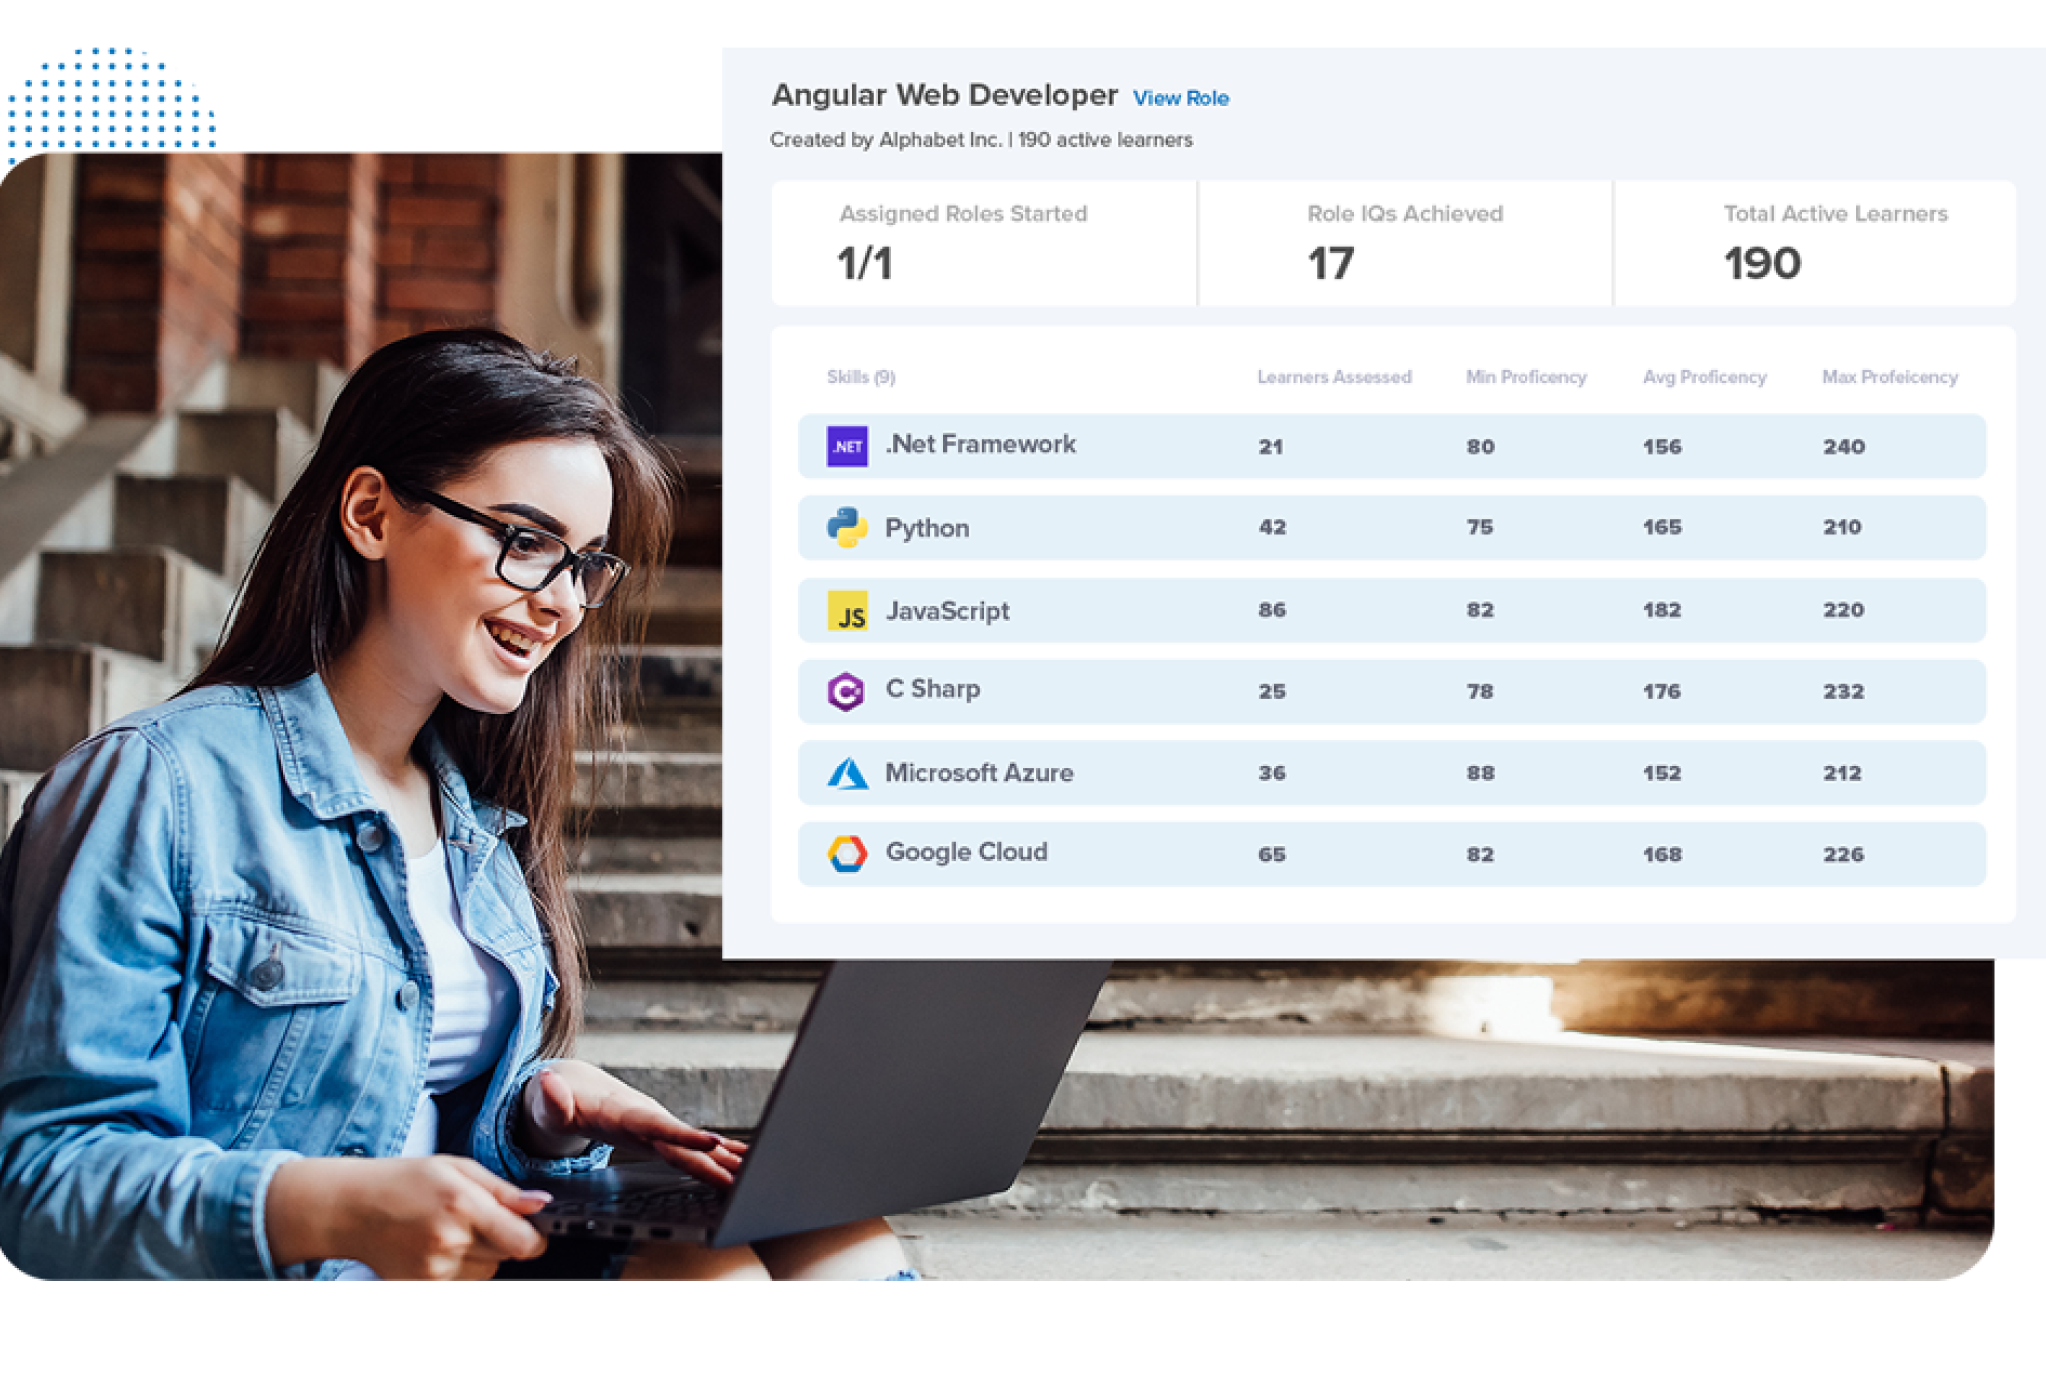 Angular Web Developer View Role
Created by Alphabet Inc. | 190 active learners
Assigned Roles Started Role IQs Achieved Total Active Learners
1/1 17 190
Skills (9) Learners Assessed Min Proficency Avg Proficency Max Profeicency
.NET .Net Framework 21 80 156 240
Python 42 75 165 210
JS JavaScript 86 82 182 220
C# C Sharp 25 78 176 232
Microsoft Azure 36 88 152 212
Google Cloud 65 82 168 226